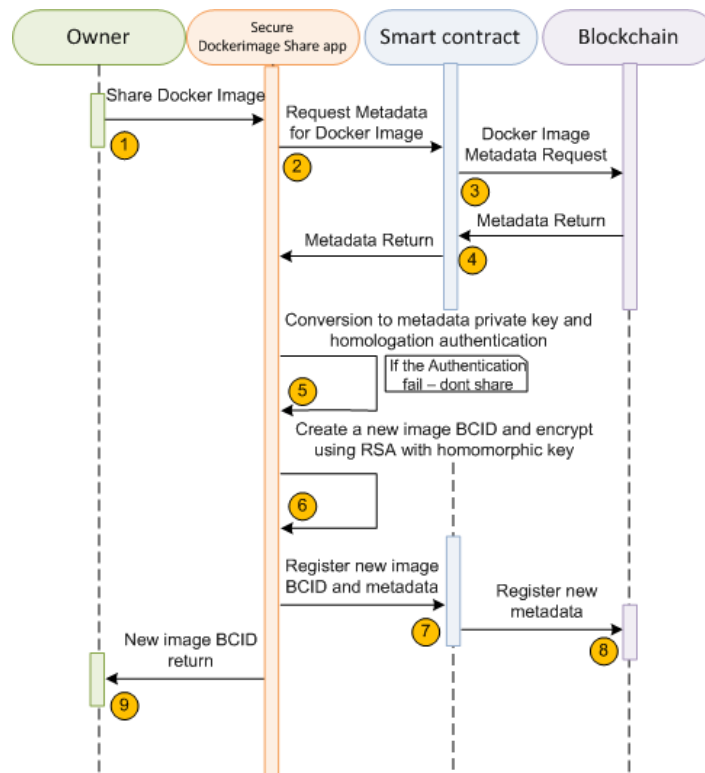 Owner
Secure
Dockerimage Share app
Smart contract
Blockchain
Share Docker Image
1
Request Metadata
for Docker Image
2
Docker Image
Metadata Request
3
Metadata Return
Metadata Return
4
Conversion to metadata private key and
homologation authentication
If the Authentication
fail – dont share
5
Create a new image BCID and encrypt
using RSA with homomorphic key
6
Register new image
BCID and metadata
7
Register new
metadata
8
New image BCID
return
9